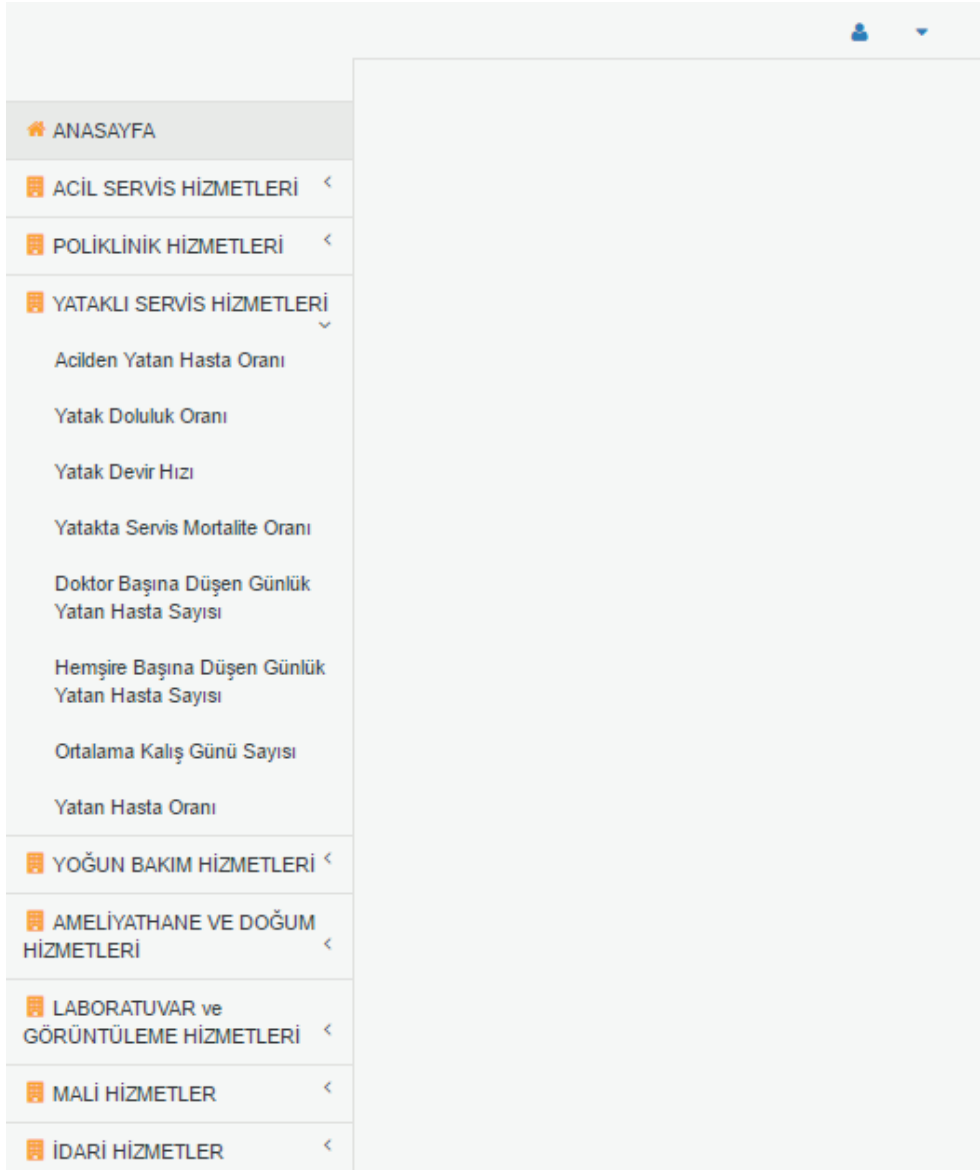 ANASAYFA
ACİL SERVİS HİZMETLERİ
POLİKLİNİK HİZMETLERİ
YATAKLI SERVİS HİZMETLERİ
Acilden Yatan Hasta Oranı
Yatak Doluluk Oranı
Yatak Devir Hızı
Yatakta Servis Mortalite Oranı
Doktor Başına Düşen Günlük
Yatan Hasta Sayısı
Hemşire Başına Düşen Günlük
Yatan Hasta Sayısı
Ortalama Kalış Günü Sayısı
Yatan Hasta Oranı
YOĞUN BAKIM HİZMETLERİ
AMELİYATHANE VE DOĞUM
HİZMETLERİ
LABORATUVAR ve
GÖRÜNTÜLEME HİZMETLERİ
MALİ HİZMETLER
İDARİ HİZMETLER